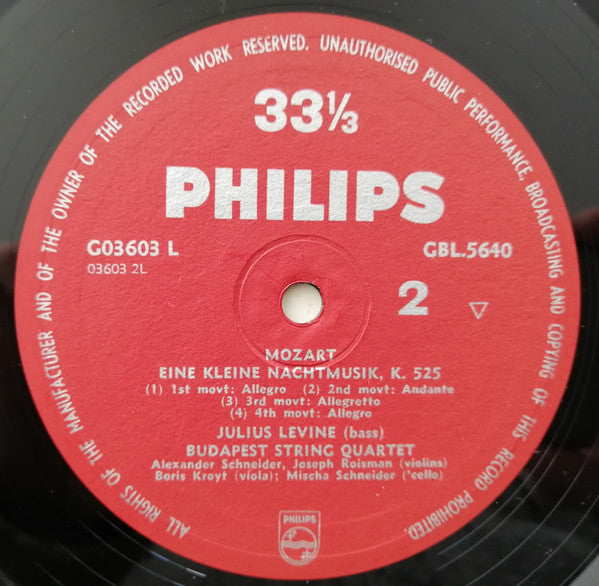 ALL RIGHTS OF THE MANUFACTURER AND OF THE OWNER OF THE RECORDED WORK RESERVED. UNAUTHORISED PUBLIC PERFORMANCE, BROADCASTING AND COPYING OF THIS RECORD PROHIBITED.
33⅓
PHILIPS
G03603 L GBL.5640
03603 2L
2
MOZART
EINE KLEINE NACHTMUSIK, K. 525
(1) 1st movt: Allegro (2) 2nd movt: Andante
(3) 3rd movt: Allegretto
(4) 4th movt: Allegro
JULIUS LEVINE (bass)
BUDAPEST STRING QUARTET
Alexander Schneider, Joseph Roisman (violins)
Boris Kroyt (viola); Mischa Schneider ('cello)
PHILIPS